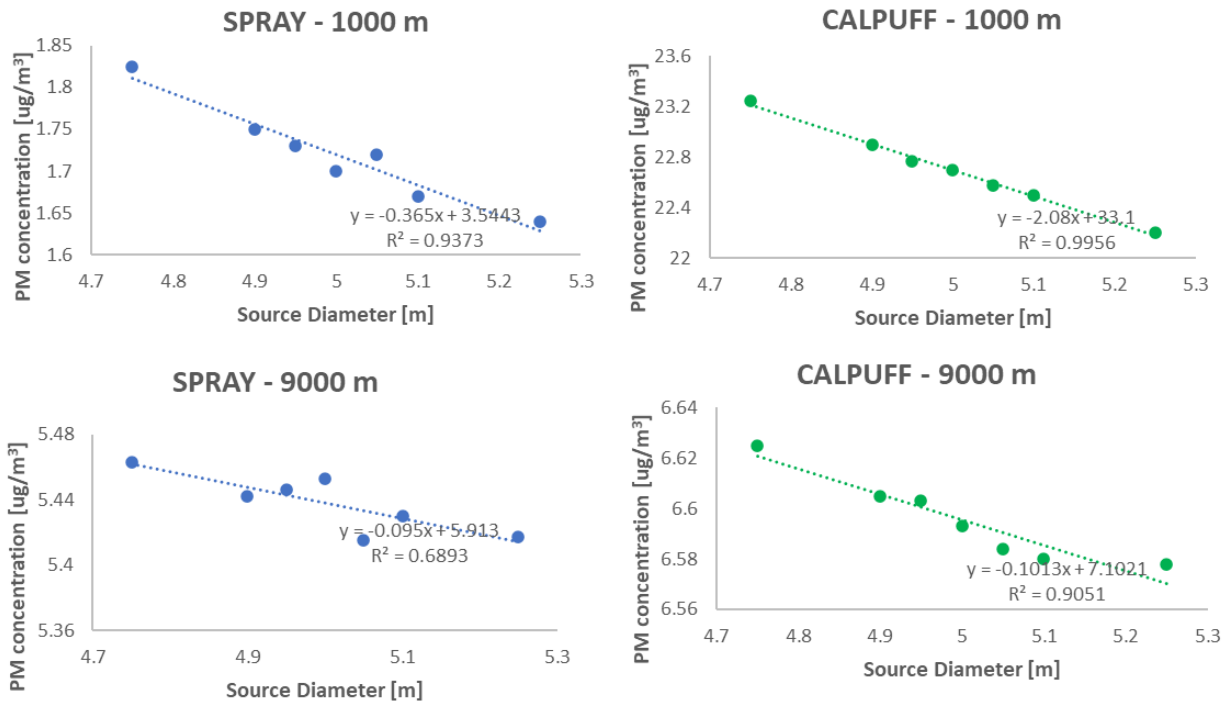 SPRAY - 1000 m
PM concentration [ug/m³]
1.85
1.8
1.75
1.7
1.65
1.6
y = -0.365x + 3.5443
R² = 0.9373
4.7 4.8 4.9 5 5.1 5.2 5.3
Source Diameter [m]
CALPUFF - 1000 m
PM concentration [ug/m³]
23.6
23.2
22.8
22.4
22
y = -2.08x + 33.1
R² = 0.9956
4.7 4.8 4.9 5 5.1 5.2 5.3
Source Diameter [m]
SPRAY - 9000 m
PM concentration [ug/m³]
5.48
5.44
5.4
5.36
y = -0.095x + 5.913
R² = 0.6893
4.7 4.9 5.1 5.3
Source Diameter [m]
CALPUFF - 9000 m
PM concentration [ug/m³]
6.64
6.62
6.6
6.58
6.56
y = -0.1013x + 7.1021
R² = 0.9051
4.7 4.8 4.9 5 5.1 5.2 5.3
Source Diameter [m]